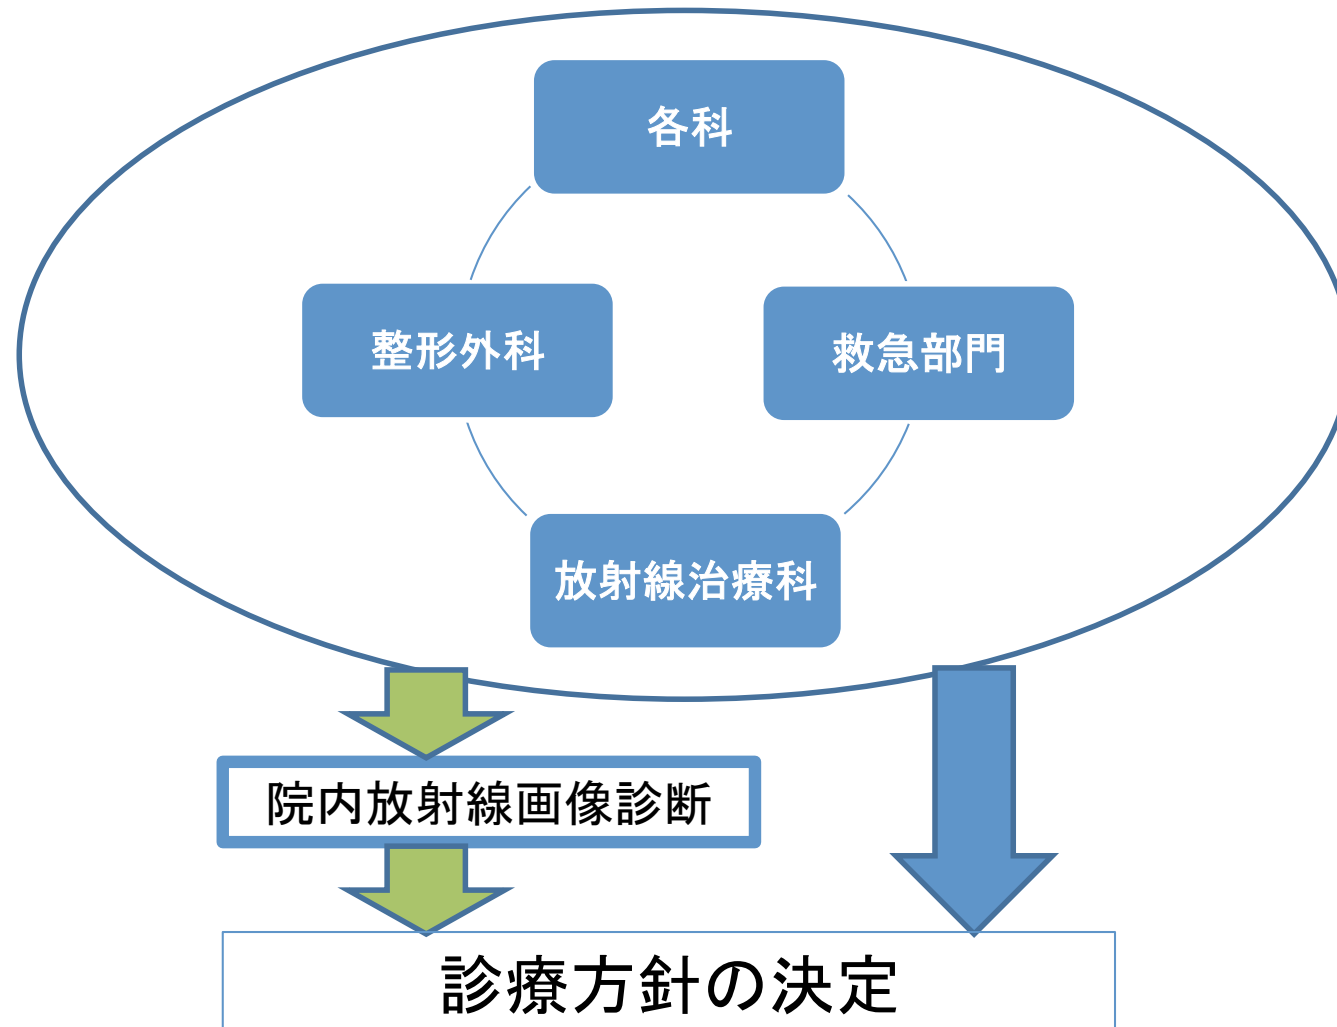 各科
整形外科
救急部門
放射線治療科
院内放射線画像診断
診療方針の決定